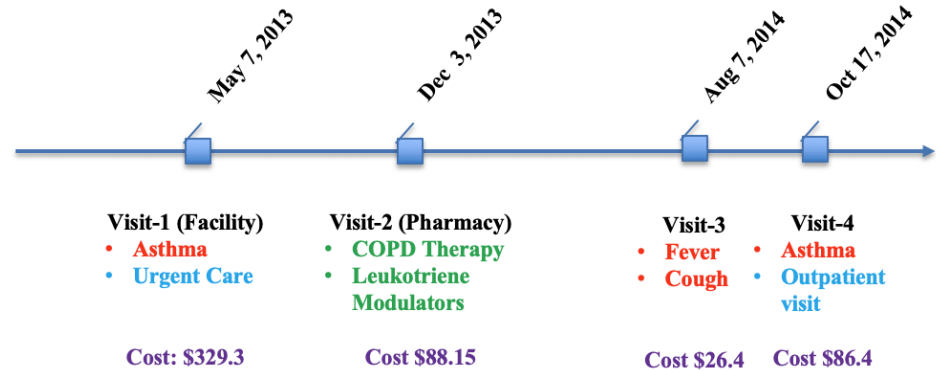 May 7, 2013
Dec 3, 2013
Aug 7, 2014
Oct 17, 2014
Visit-1 (Facility)
• Asthma
• Urgent Care
Cost: $329.3
Visit-2 (Pharmacy)
• COPD Therapy
• Leukotriene
Modulators
Cost $88.15
Visit-3
• Fever
• Cough
Cost $26.4
Visit-4
• Asthma
• Outpatient
visit
Cost $86.4